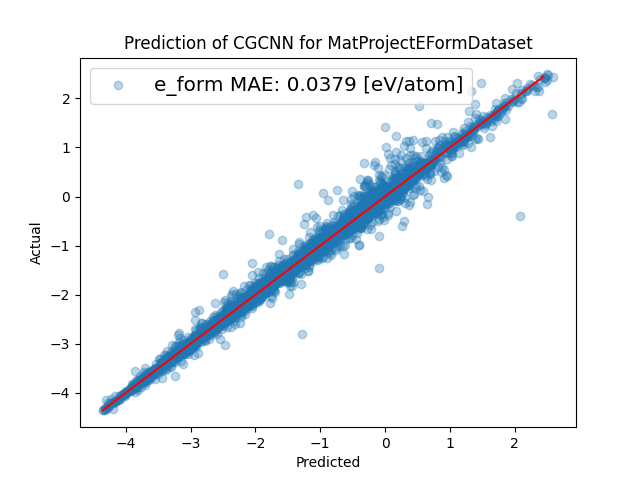 Prediction of CGCNN for MatProjectEFormDataset
e_form MAE: 0.0379 [eV/atom]
Actual
2
1
0
−1
−2
−3
−4
−4 −3 −2 −1 0 1 2
Predicted